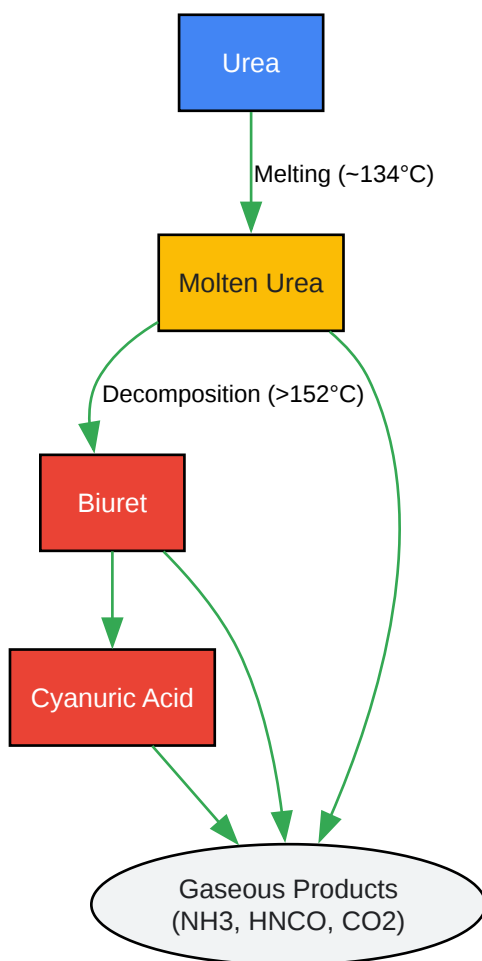 Urea
Melting (~134°C)
Molten Urea
Decomposition (>152°C)
Biuret
Cyanuric Acid
Gaseous Products
(NH3, HNCO, CO2)